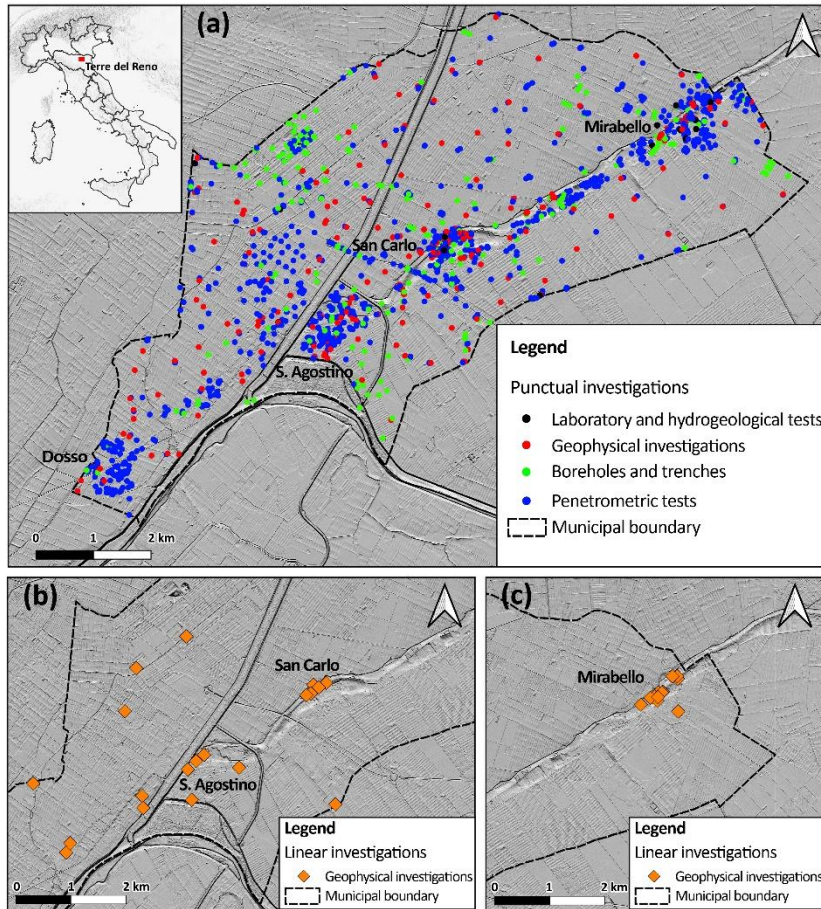 (a)
Terre del Reno
Mirabello
San Carlo
S. Agostino
Dosso
0 1 2 km
Legend
Punctual investigations
Laboratory and hydrogeological tests
Geophysical investigations
Boreholes and trenches
Penetrometric tests
Municipal boundary
(b)
San Carlo
S. Agostino
0 1 2 km
Legend
Linear investigations
Geophysical investigations
Municipal boundary
(c)
Mirabello
0 1 2 km
Legend
Linear investigations
Geophysical investigations
Municipal boundary